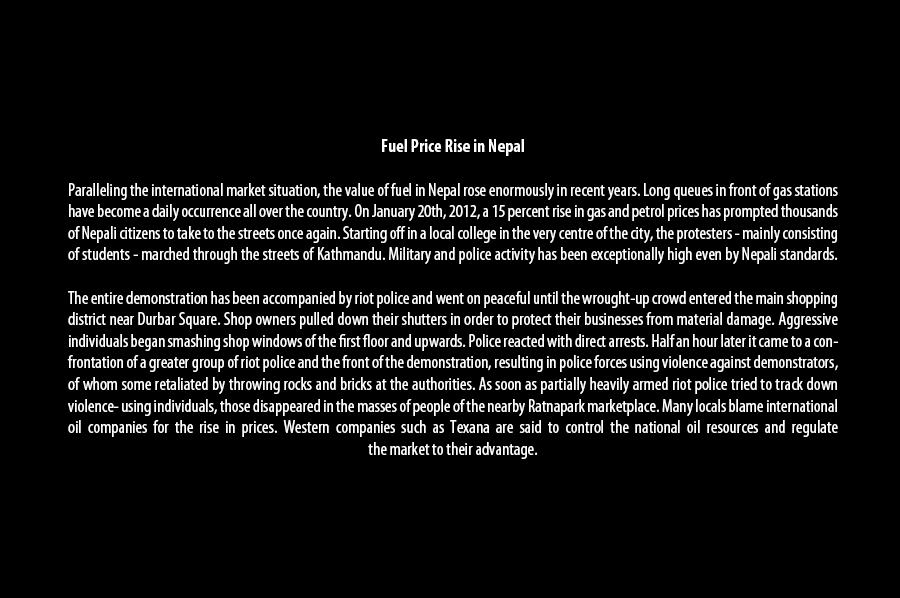 Fuel Price Rise in Nepal
Paralleling the international market situation, the value of fuel in Nepal rose enormously in recent years. Long queues in front of gas stations
have become a daily occurrence all over the country. On January 20th, 2012, a 15 percent rise in gas and petrol prices has prompted thousands
of Nepali citizens to take to the streets once again. Starting off in a local college in the very centre of the city, the protesters - mainly consisting
of students - marched through the streets of Kathmandu. Military and police activity has been exceptionally high even by Nepali standards.
The entire demonstration has been accompanied by riot police and went on peaceful until the wrought-up crowd entered the main shopping
district near Durbar Square. Shop owners pulled down their shutters in order to protect their businesses from material damage. Aggressive
individuals began smashing shop windows of the first floor and upwards. Police reacted with direct arrests. Half an hour later it came to a con-
frontation of a greater group of riot police and the front of the demonstration, resulting in police forces using violence against demonstrators,
of whom some retaliated by throwing rocks and bricks at the authorities. As soon as partially heavily armed riot police tried to track down
violence- using individuals, those disappeared in the masses of people of the nearby Ratnapark marketplace. Many locals blame international
oil companies for the rise in prices. Western companies such as Texana are said to control the national oil resources and regulate
the market to their advantage.